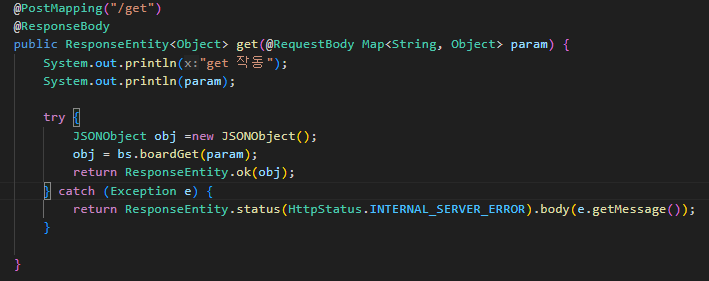 @PostMapping("/get")
@ResponseBody
public ResponseEntity<Object> get(@RequestBody Map<String, Object> param) {
System.out.println(x:"get 작동");
System.out.println(param);
try {
JSONObject obj =new JSONObject();
obj = bs.boardGet(param);
return ResponseEntity.ok(obj);
} catch (Exception e) {
return ResponseEntity.status(HttpStatus.INTERNAL_SERVER_ERROR).body(e.getMessage());
}
}